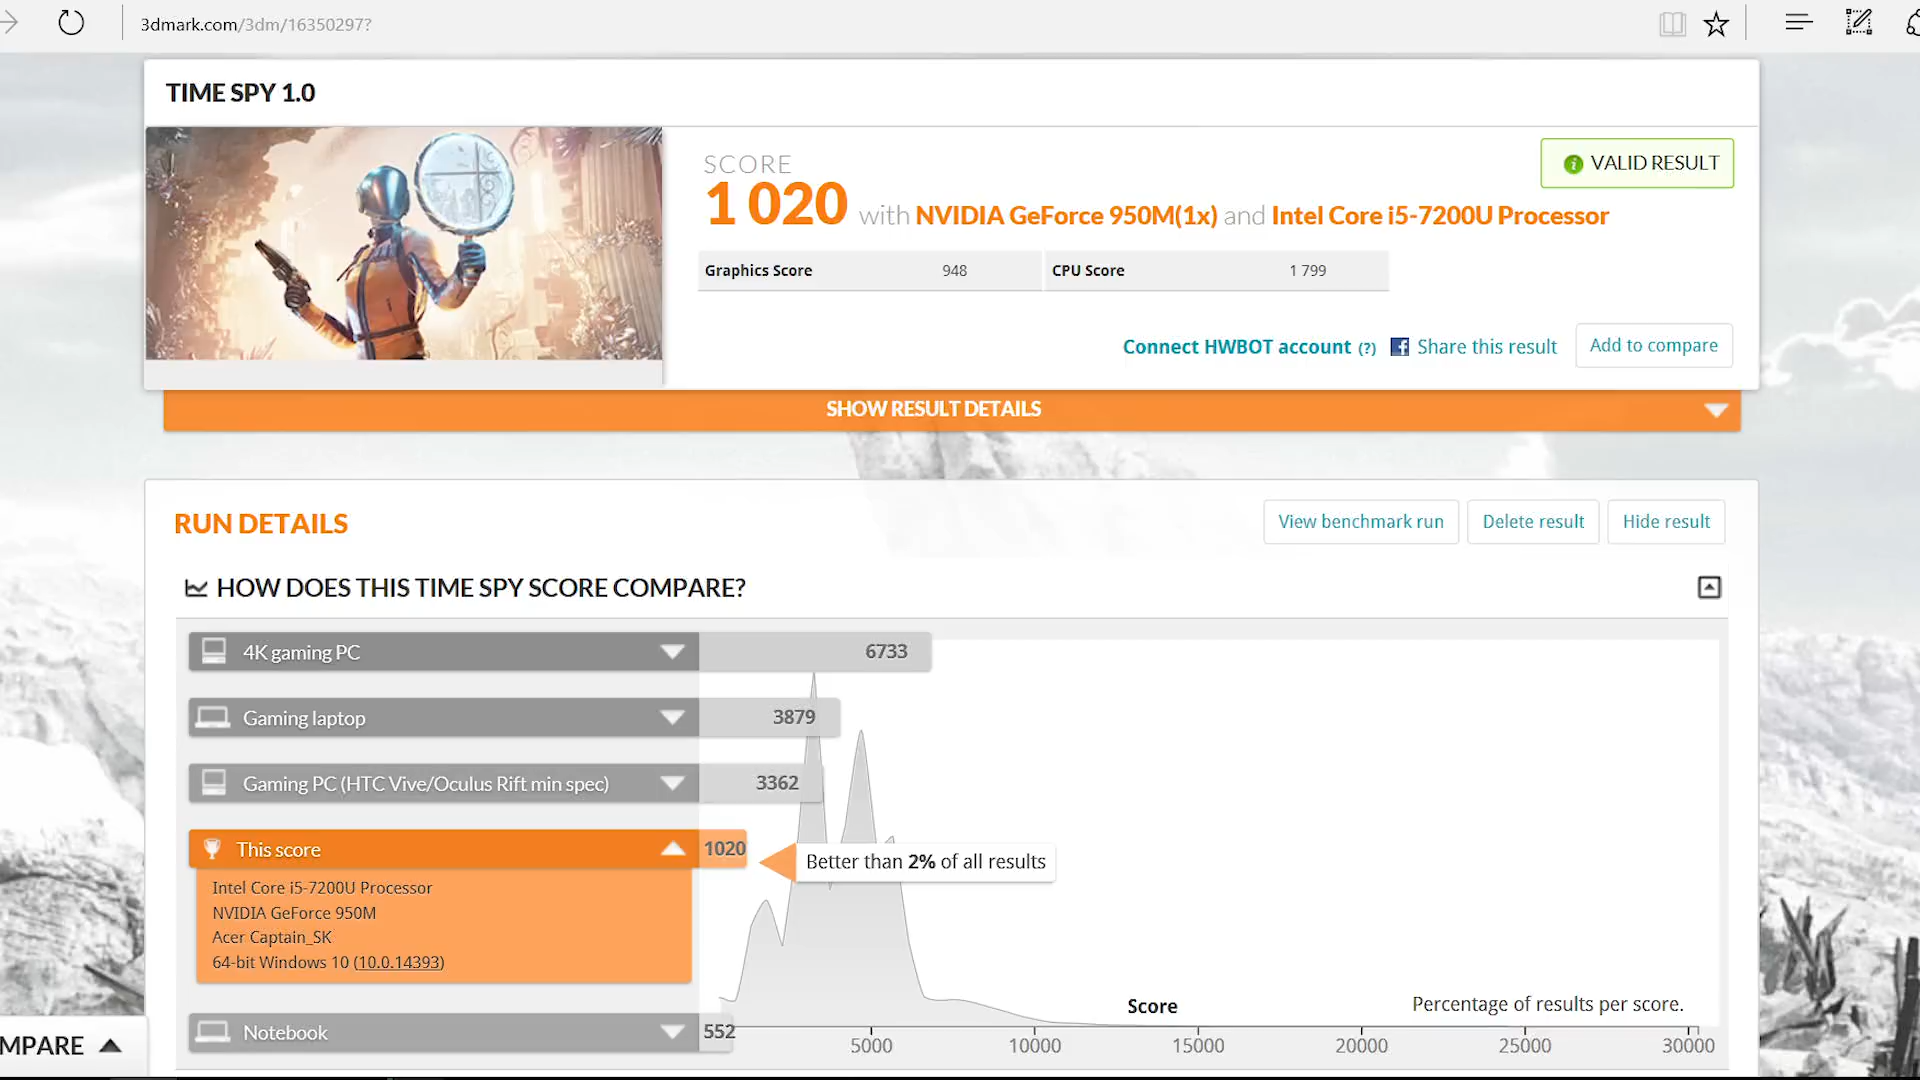 3dmark.com/3dm/16350297?
TIME SPY 1.0
SCORE
VALID RESULT
1 020 with NVIDIA GeForce 950M(1x) and Intel Core i5-7200U Processor
Graphics Score 948 CPU Score 1 799
Connect HWBOT account (?) Share this result Add to compare
SHOW RESULT DETAILS
RUN DETAILS
View benchmark run Delete result Hide result
HOW DOES THIS TIME SPY SCORE COMPARE?
4K gaming PC 6733
Gaming laptop 3879
Gaming PC (HTC Vive/Oculus Rift min spec) 3362
This score 1020
Better than 2% of all results
Intel Core i5-7200U Processor
NVIDIA GeForce 950M
Acer Captain_SK
64-bit Windows 10 (10.0.14393)
Score Percentage of results per score.
Notebook 552
5000 10000 15000 20000 25000 30000
MPARE